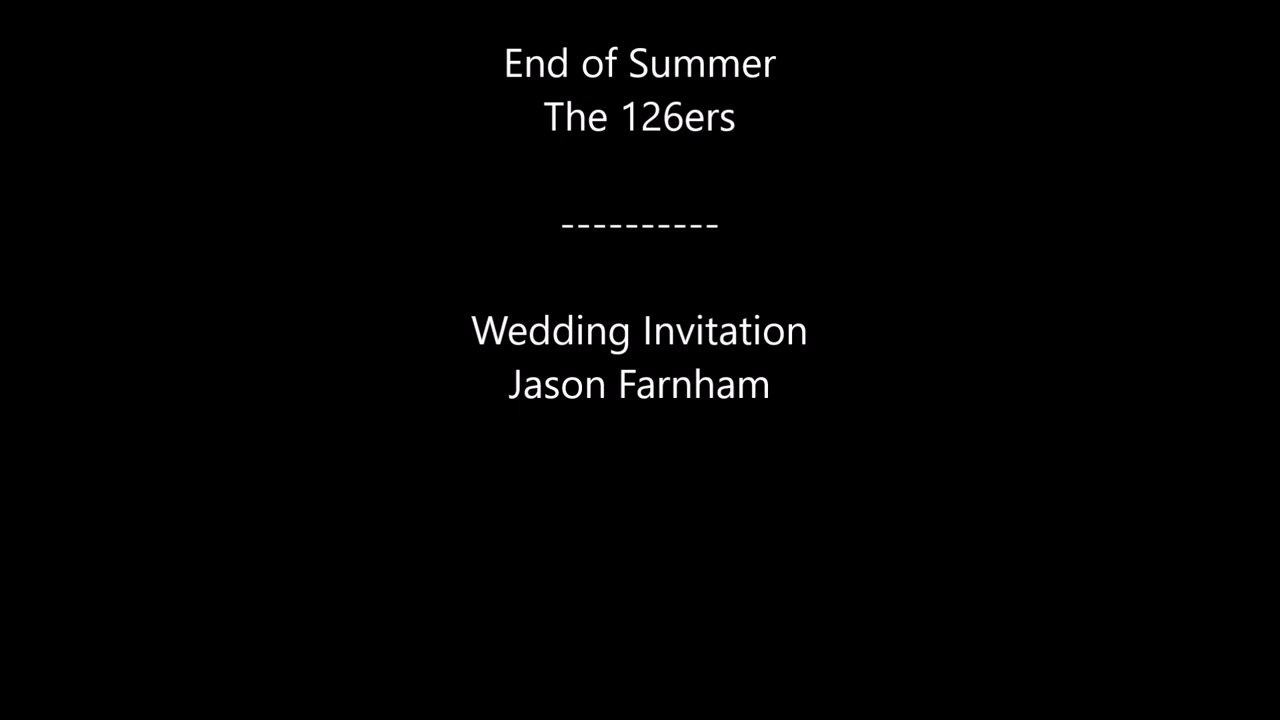 End of Summer
The 126ers
----------
Wedding Invitation
Jason Farnham